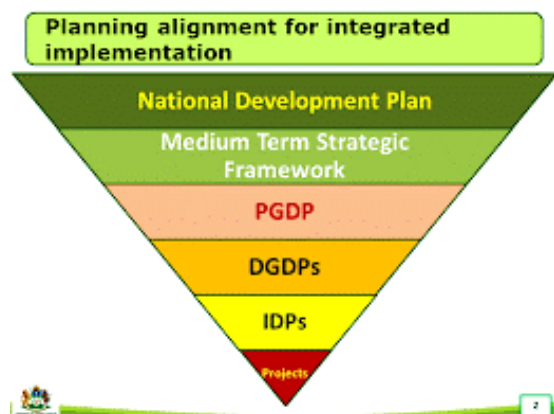 Planning alignment for integrated
implementation
National Development Plan
Medium Term Strategic
Framework
PGDP
DGDPs
IDPs
Projects
2